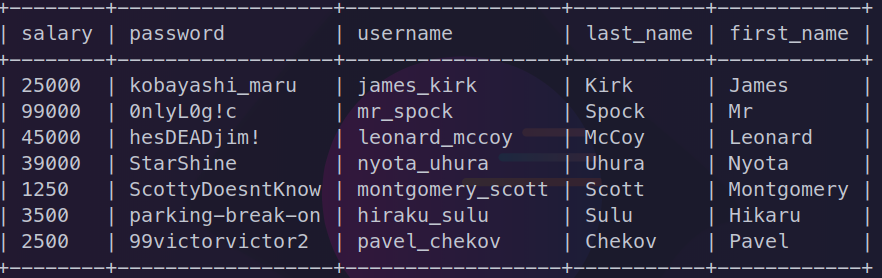 | salary | password | username | last_name | first_name |
| 25000 | kobayashi_maru | james_kirk | Kirk | James |
| 99000 | 0nlyL0g!c | mr_spock | Spock | Mr |
| 45000 | hesDEADjim! | leonard_mccoy | McCoy | Leonard |
| 39000 | StarShine | nyota_uhura | Uhura | Nyota |
| 1250 | ScottyDoesntKnow | montgomery_scott | Scott | Montgomery |
| 3500 | parking-break-on | hiraku_sulu | Sulu | Hikaru |
| 2500 | 99victorvictor2 | pavel_chekov | Chekov | Pavel |